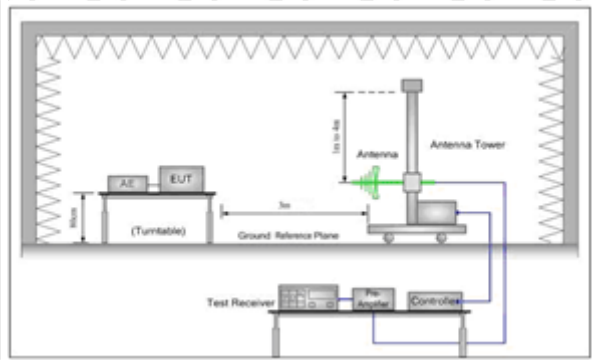 1m to 4m
Antenna
Antenna Tower
AE
EUT
80cm
3m
(Turntable)
Ground Reference Plane
Test Receiver
Pre-
Amplifier
Controller